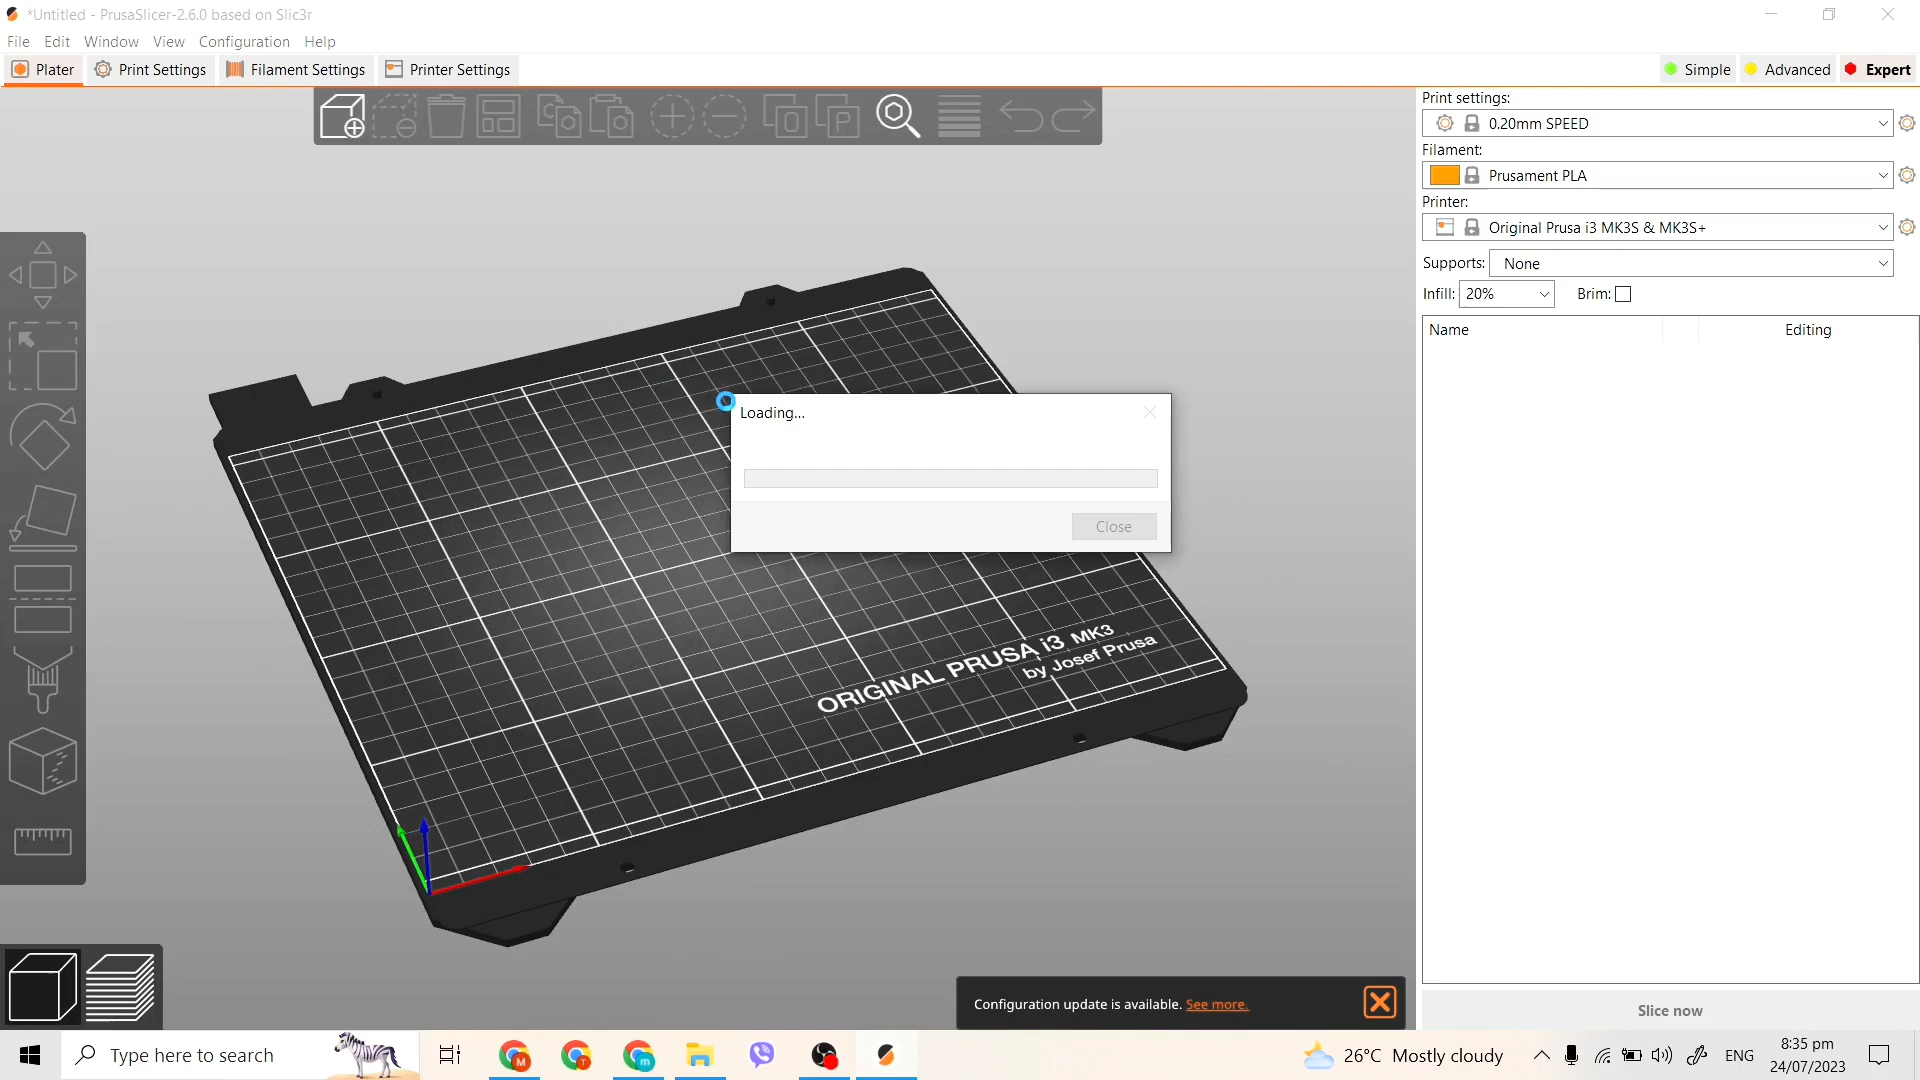 *Untitled - PrusaSlicer-2.6.0 based on Slic3r
File Edit Window View Configuration Help
Plater Print Settings Filament Settings Printer Settings Simple Advanced Expert
Print settings:
0.20mm SPEED
Filament:
Prusament PLA
Printer:
Original Prusa i3 MK3S & MK3S+
Supports: None
Infill: 20% Brim:
Name Editing
Loading...
Close
ORIGINAL PRUSA i3 MK3
by Josef Prusa
Configuration update is available. See more.
Slice now
Type here to search
26°C Mostly cloudy
ENG
8:35 pm
24/07/2023